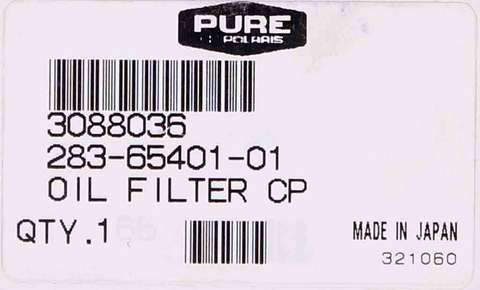 PURE
POLARIS
3088036
283-65401-01
OIL FILTER CP
QTY.1
MADE IN JAPAN
321060